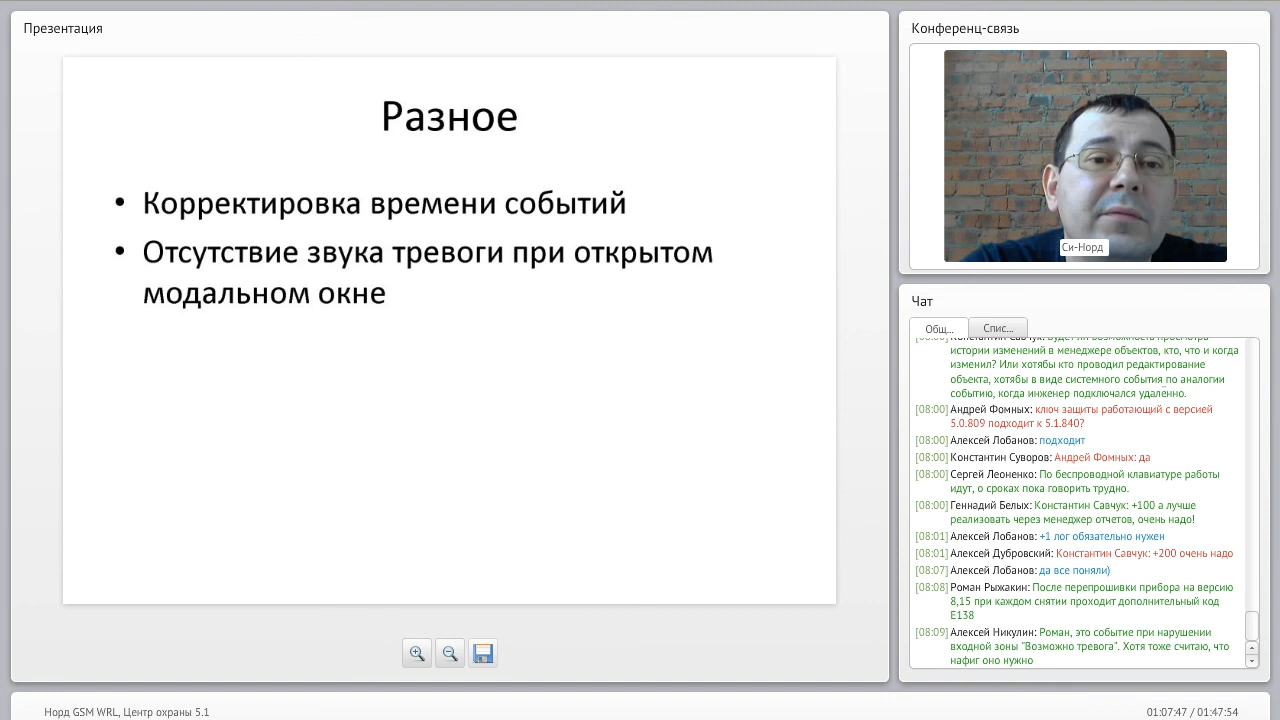 Презентация
Разное
• Корректировка времени событий
• Отсутствие звука тревоги при открытом
модальном окне
Конференц-связь
Си-Норд
Чат
Общ...
Спис...
истории изменений в менеджере объектов, кто, что и когда
изменил? Или хотябы кто проводил редактирование
объекта, хотябы в виде системного события по аналогии
событию, когда инженер подключался удалённо.
[08:00] Андрей Фомных: ключ защиты работающий с версией
5.0.809 подходит к 5.1.840?
[08:00] Алексей Лобанов: подходит
[08:00] Константин Суворов: Андрей Фомных: да
[08:00] Сергей Леоненко: По беспроводной клавиатуре работы
идут, о сроках пока говорить трудно.
[08:00] Геннадий Белых: Константин Савчук: +100 а лучше
реализовать через менеджер отчетов, очень надо!
[08:01] Алексей Лобанов: +1 лог обязательно нужен
[08:01] Алексей Дубровский: Константин Савчук: +200 очень надо
[08:07] Алексей Лобанов: да все поняли)
[08:08] Роман Рыжакин: После перепрошивки прибора на версию
8,15 при каждом снятии проходит дополнительный код
E138
[08:09] Алексей Никулин: Роман, это событие при нарушении
входной зоны "Возможно тревога". Хотя тоже считаю, что
нафиг оно нужно
Норд GSM WRL, Центр охраны 5.1
01:07:47 / 01:47:54